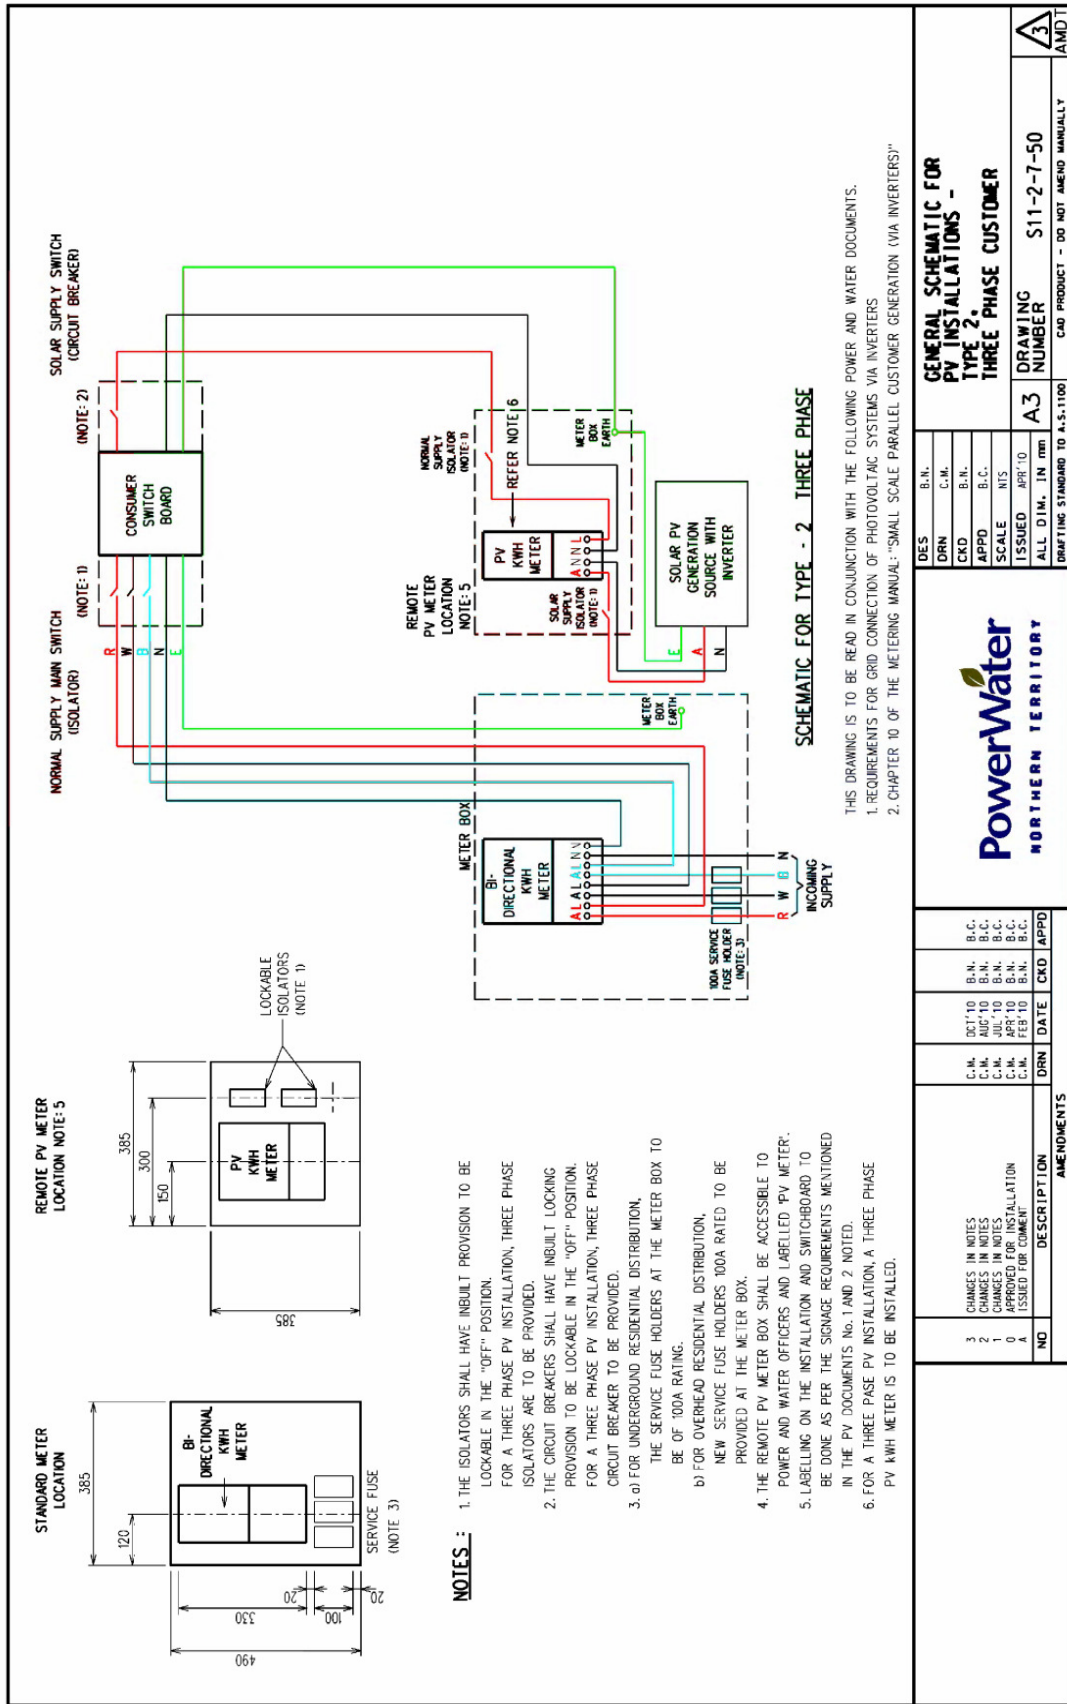 STANDARD METER
LOCATION
385
120
BI-
DIRECTIONAL
KWH
METER
SERVICE FUSE
(NOTE 3)
490
330
20
100
20
REMOTE PV METER
LOCATION NOTE: 5
385
300
150
385
PV
KWH
METER
LOCKABLE
ISOLATORS
(NOTE 1)
NORMAL SUPPLY MAIN SWITCH
(ISOLATOR)
(NOTE: 1)
R
W
B
N
E
CONSUMER
SWITCH
BOARD
SOLAR SUPPLY SWITCH
(CIRCUIT BREAKER)
(NOTE: 2)
METER BOX
BI-
DIRECTIONAL
KWH
METER
A L A L A L N N
METER
BOX
EARTH
100A SERVICE
FUSE HOLDER
(NOTE: 3)
R W B N
INCOMING
SUPPLY
REMOTE
PV METER
LOCATION
NOTE: 5
NORMAL
SUPPLY
ISOLATOR
(NOTE: 1)
REFER NOTE 6
PV
KWH
METER
A N N L
SOLAR
SUPPLY
ISOLATOR
(NOTE: 1)
METER
BOX
EARTH
SOLAR PV
GENERATION
SOURCE WITH
INVERTER
E
A
N
SCHEMATIC FOR TYPE - 2 THREE PHASE
THIS DRAWING IS TO BE READ IN CONJUNCTION WITH THE FOLLOWING POWER AND WATER DOCUMENTS.
1. REQUIREMENTS FOR GRID CONNECTION OF PHOTOVOLTAIC SYSTEMS VIA INVERTERS
2. CHAPTER 10 OF THE METERING MANUAL: "SMALL SCALE PARALLEL CUSTOMER GENERATION (VIA INVERTERS)"
NOTES :
1. THE ISOLATORS SHALL HAVE INBUILT PROVISION TO BE
LOCKABLE IN THE "OFF" POSITION.
FOR A THREE PHASE PV INSTALLATION, THREE PHASE
ISOLATORS ARE TO BE PROVIDED.
2. THE CIRCUIT BREAKERS SHALL HAVE INBUILT LOCKING
PROVISION TO BE LOCKABLE IN THE "OFF" POSITION.
FOR A THREE PHASE PV INSTALLATION, THREE PHASE
CIRCUIT BREAKER TO BE PROVIDED.
3. a) FOR UNDERGROUND RESIDENTIAL DISTRIBUTION,
THE SERVICE FUSE HOLDERS AT THE METER BOX TO
BE OF 100A RATING.
b) FOR OVERHEAD RESIDENTIAL DISTRIBUTION,
NEW SERVICE FUSE HOLDERS 100A RATED TO BE
PROVIDED AT THE METER BOX.
4. THE REMOTE PV METER BOX SHALL BE ACCESSIBLE TO
POWER AND WATER OFFICERS AND LABELLED "PV METER".
5. LABELLING ON THE INSTALLATION AND SWITCHBOARD TO
BE DONE AS PER THE SIGNAGE REQUIREMENTS MENTIONED
IN THE PV DOCUMENTS No. 1 AND 2 NOTED.
6. FOR A THREE PASE PV INSTALLATION, A THREE PHASE
PV kWH METER IS TO BE INSTALLED.
3 CHANGES IN NOTES C.M. OCT'10 B.N. B.C.
2 CHANGES IN NOTES C.M. AUG'10 B.N. B.C.
1 CHANGES IN NOTES C.M. JUL'10 B.N. B.C.
0 APPROVED FOR INSTALLATION C.M. APR'10 B.N. B.C.
A ISSUED FOR COMMENT C.M. FEB'10 B.N. B.C.
NO DESCRIPTION DRN DATE CKD APPD
AMENDMENTS
PowerWater
NORTHERN TERRITORY
DES B.N.
DRN C.M.
CKD B.N.
APPD B.C.
SCALE NTS
ISSUED APR'10
ALL DIM. IN mm
DRAFTING STANDARD TO A.S.1100
GENERAL SCHEMATIC FOR
PV INSTALLATIONS -
TYPE 2.
THREE PHASE CUSTOMER
A3
DRAWING
NUMBER
S11-2-7-50
3
AMDT
CAD PRODUCT - DO NOT AMEND MANUALLY